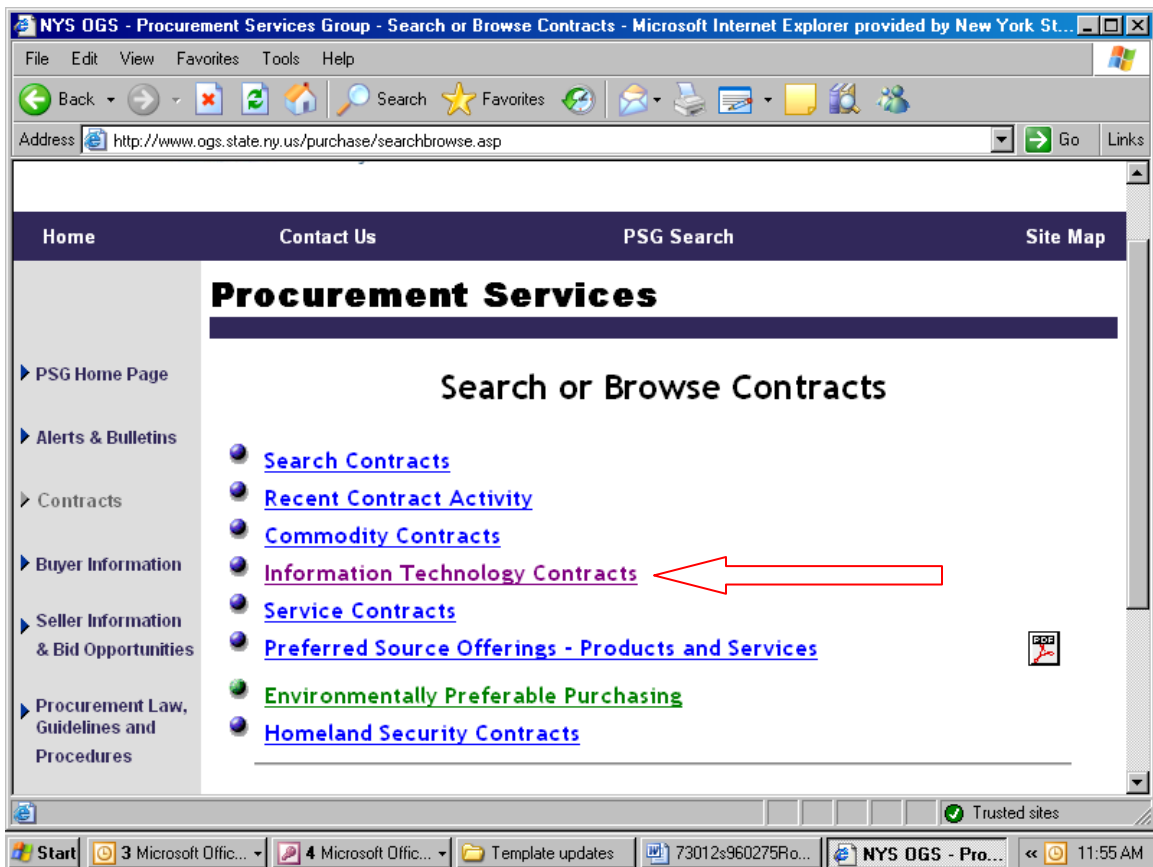 NYS OGS - Procurement Services Group - Search or Browse Contracts - Microsoft Internet Explorer provided by New York St...
File Edit View Favorites Tools Help
Back Search Favorites
Address http://www.ogs.state.ny.us/purchase/searchbrowse.asp Go Links
Home Contact Us PSG Search Site Map
Procurement Services
PSG Home Page
Alerts & Bulletins
Contracts
Buyer Information
Seller Information
& Bid Opportunities
Procurement Law,
Guidelines and
Procedures
Search or Browse Contracts
Search Contracts
Recent Contract Activity
Commodity Contracts
Information Technology Contracts
Service Contracts
Preferred Source Offerings - Products and Services
PDF
Environmentally Preferable Purchasing
Homeland Security Contracts
Trusted sites
Start 3 Microsoft Offic... 4 Microsoft Offic... Template updates 73012s960275Ro... NYS OGS - Pro... « 11:55 AM